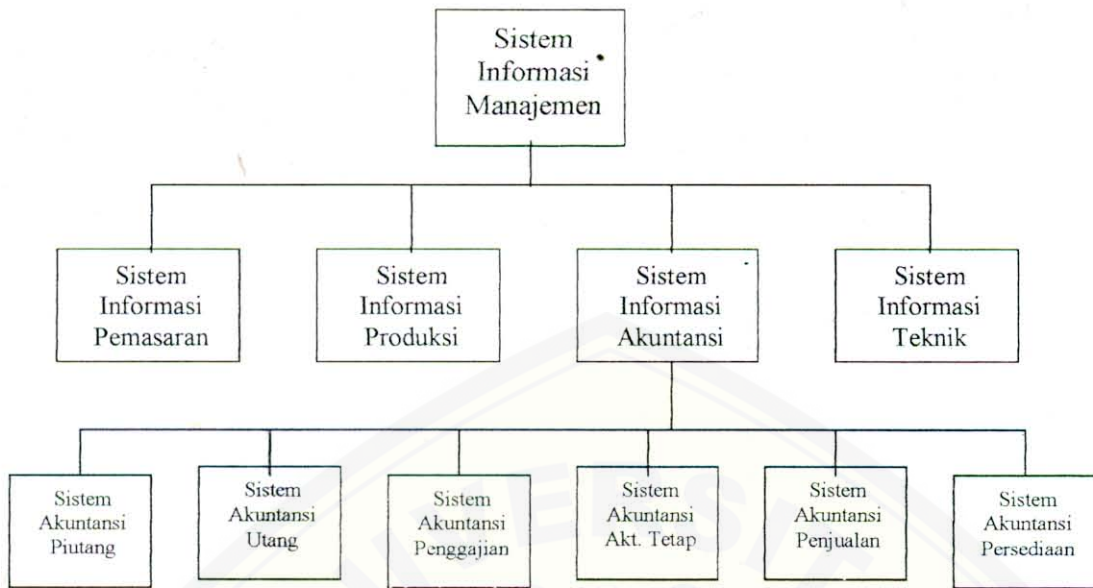 Sistem
Informasi
Manajemen
Sistem
Informasi
Pemasaran
Sistem
Informasi
Produksi
Sistem
Informasi
Akuntansi
Sistem
Informasi
Teknik
Sistem
Akuntansi
Piutang
Sistem
Akuntansi
Utang
Sistem
Akuntansi
Penggajian
Sistem
Akuntansi
Akt. Tetap
Sistem
Akuntansi
Penjualan
Sistem
Akuntansi
Persediaan